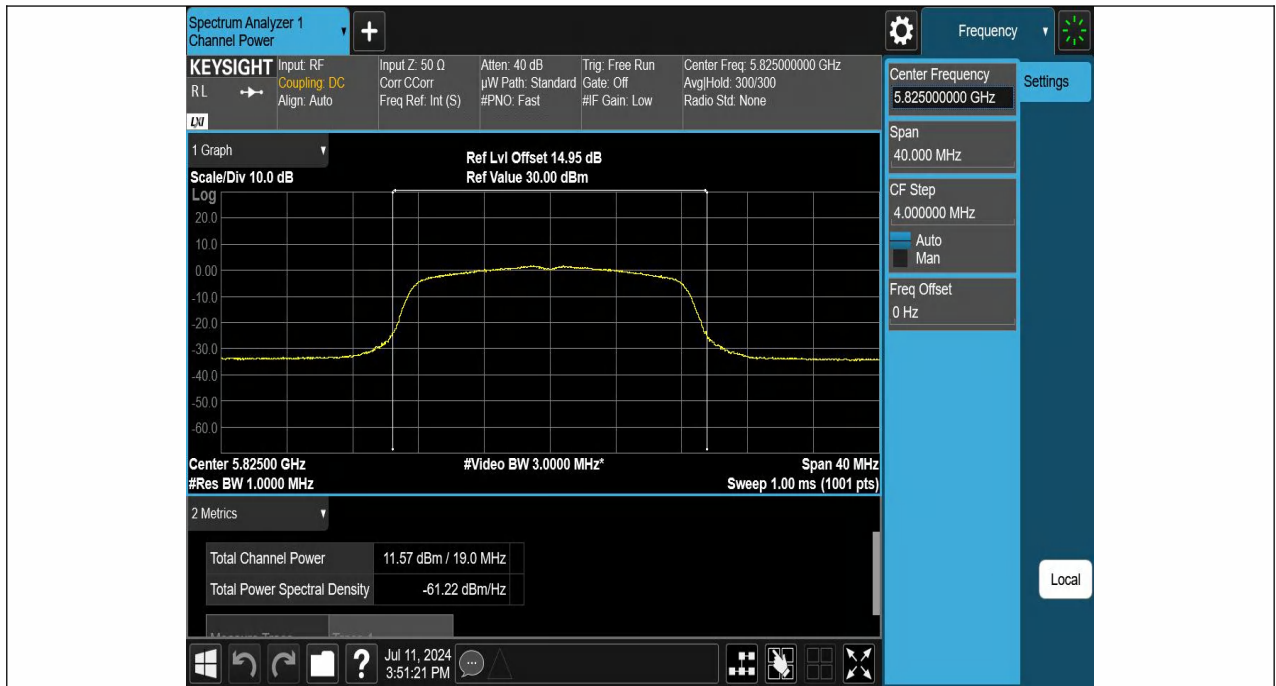 Spectrum Analyzer 1
Channel Power
Frequency
KEYSIGHT
RL
LXI
Input: RF
Coupling: DC
Align: Auto
Input Z: 50 Ω
Corr CCorr
Freq Ref: Int (S)
Atten: 40 dB
µW Path: Standard
#PNO: Fast
Trig: Free Run
Gate: Off
#IF Gain: Low
Center Freq: 5.825000000 GHz
Avg|Hold: 300/300
Radio Std: None
Center Frequency
5.825000000 GHz
Settings
Span
40.000 MHz
CF Step
4.000000 MHz
Auto
Man
Freq Offset
0 Hz
1 Graph
Scale/Div 10.0 dB
Ref Lvl Offset 14.95 dB
Ref Value 30.00 dBm
Log
20.0
10.0
0.00
-10.0
-20.0
-30.0
-40.0
-50.0
-60.0
Center 5.82500 GHz
#Video BW 3.0000 MHz*
Span 40 MHz
#Res BW 1.0000 MHz
Sweep 1.00 ms (1001 pts)
2 Metrics
Total Channel Power 11.57 dBm / 19.0 MHz
Total Power Spectral Density -61.22 dBm/Hz
Local
Jul 11, 2024
3:51:21 PM